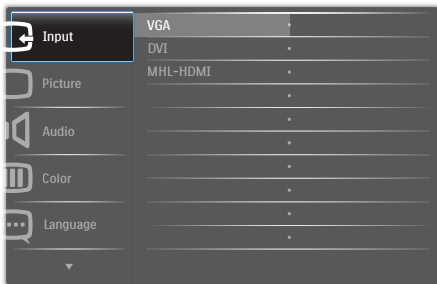 Input
Picture
Audio
Color
Language
VGA
DVI
MHL-HDMI